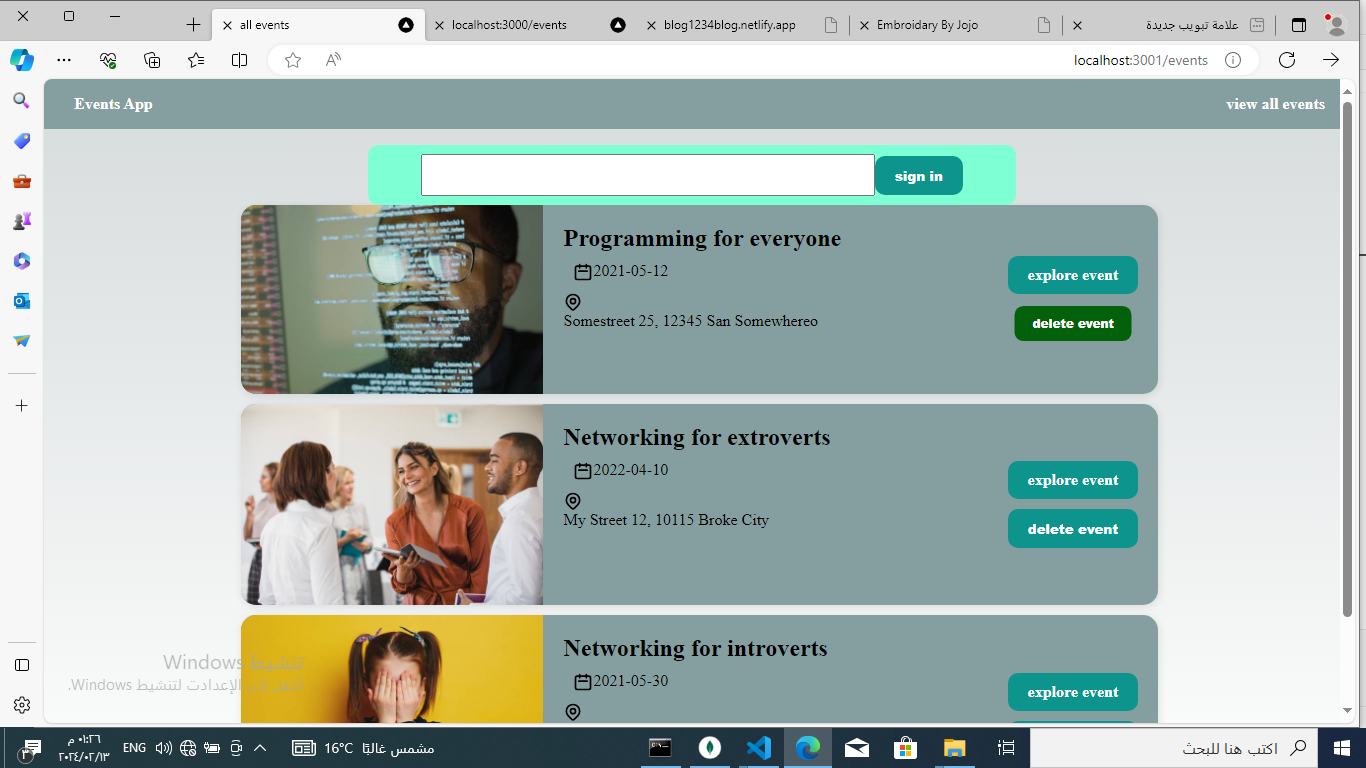 all events
localhost:3000/events
blog1234blog.netlify.app
Embroidary By Jojo
علامة تبويب جديدة
localhost:3001/events
Events App
view all events
sign in
Programming for everyone
2021-05-12
Somestreet 25, 12345 San Somewhereo
explore event
delete event
Networking for extroverts
2022-04-10
My Street 12, 10115 Broke City
explore event
delete event
Networking for introverts
2021-05-30
explore event
تنشيط Windows
الإعدادت لتنشيط Windows.
٠١:٢٦ م
٢٠٢٤/٠٢/١٣
ENG
16°C مشمس غالبًا
اكتب هنا للبحث
٣